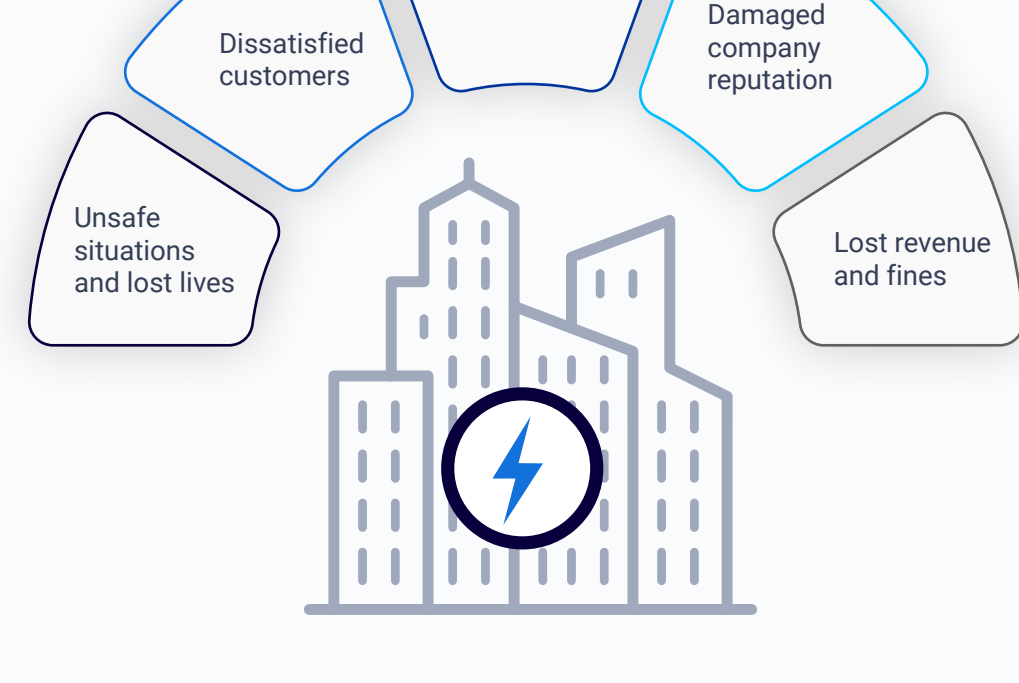 Dissatisfied
customers
Damaged
company
reputation
Unsafe
situations
and lost lives
Lost revenue
and fines